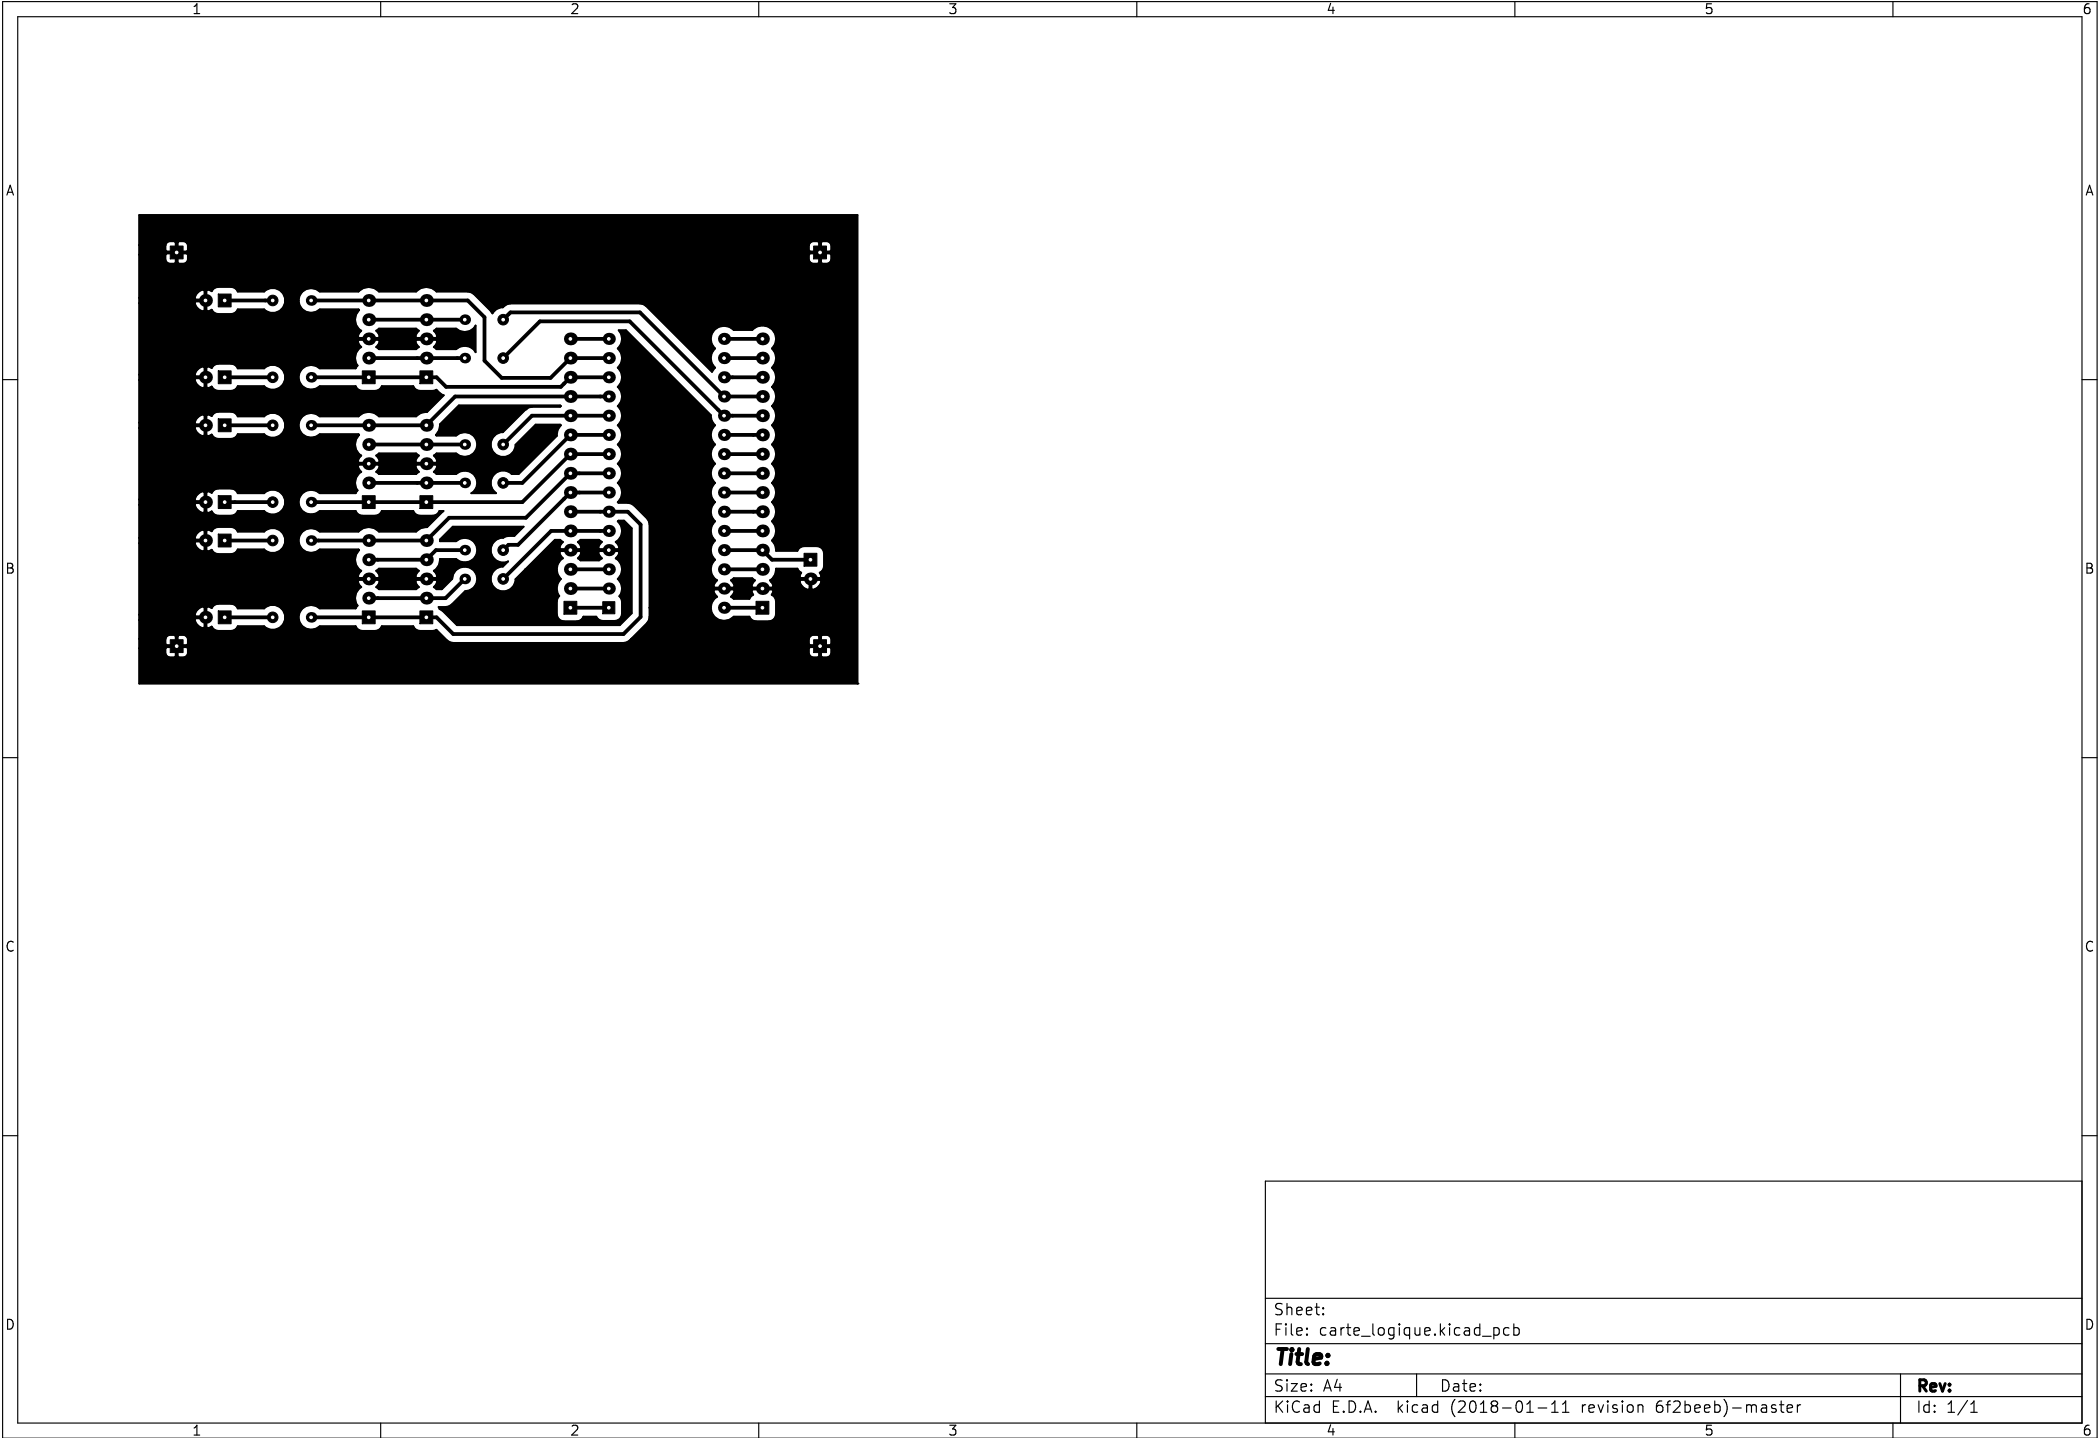 1 2 3 4 5 6
A A
B B
C C
D D
Sheet:
File: carte_logique.kicad_pcb
Title:
Size: A4 Date: Rev:
KiCad E.D.A. kicad (2018-01-11 revision 6f2beeb)-master Id: 1/1
1 2 3 4 5 6